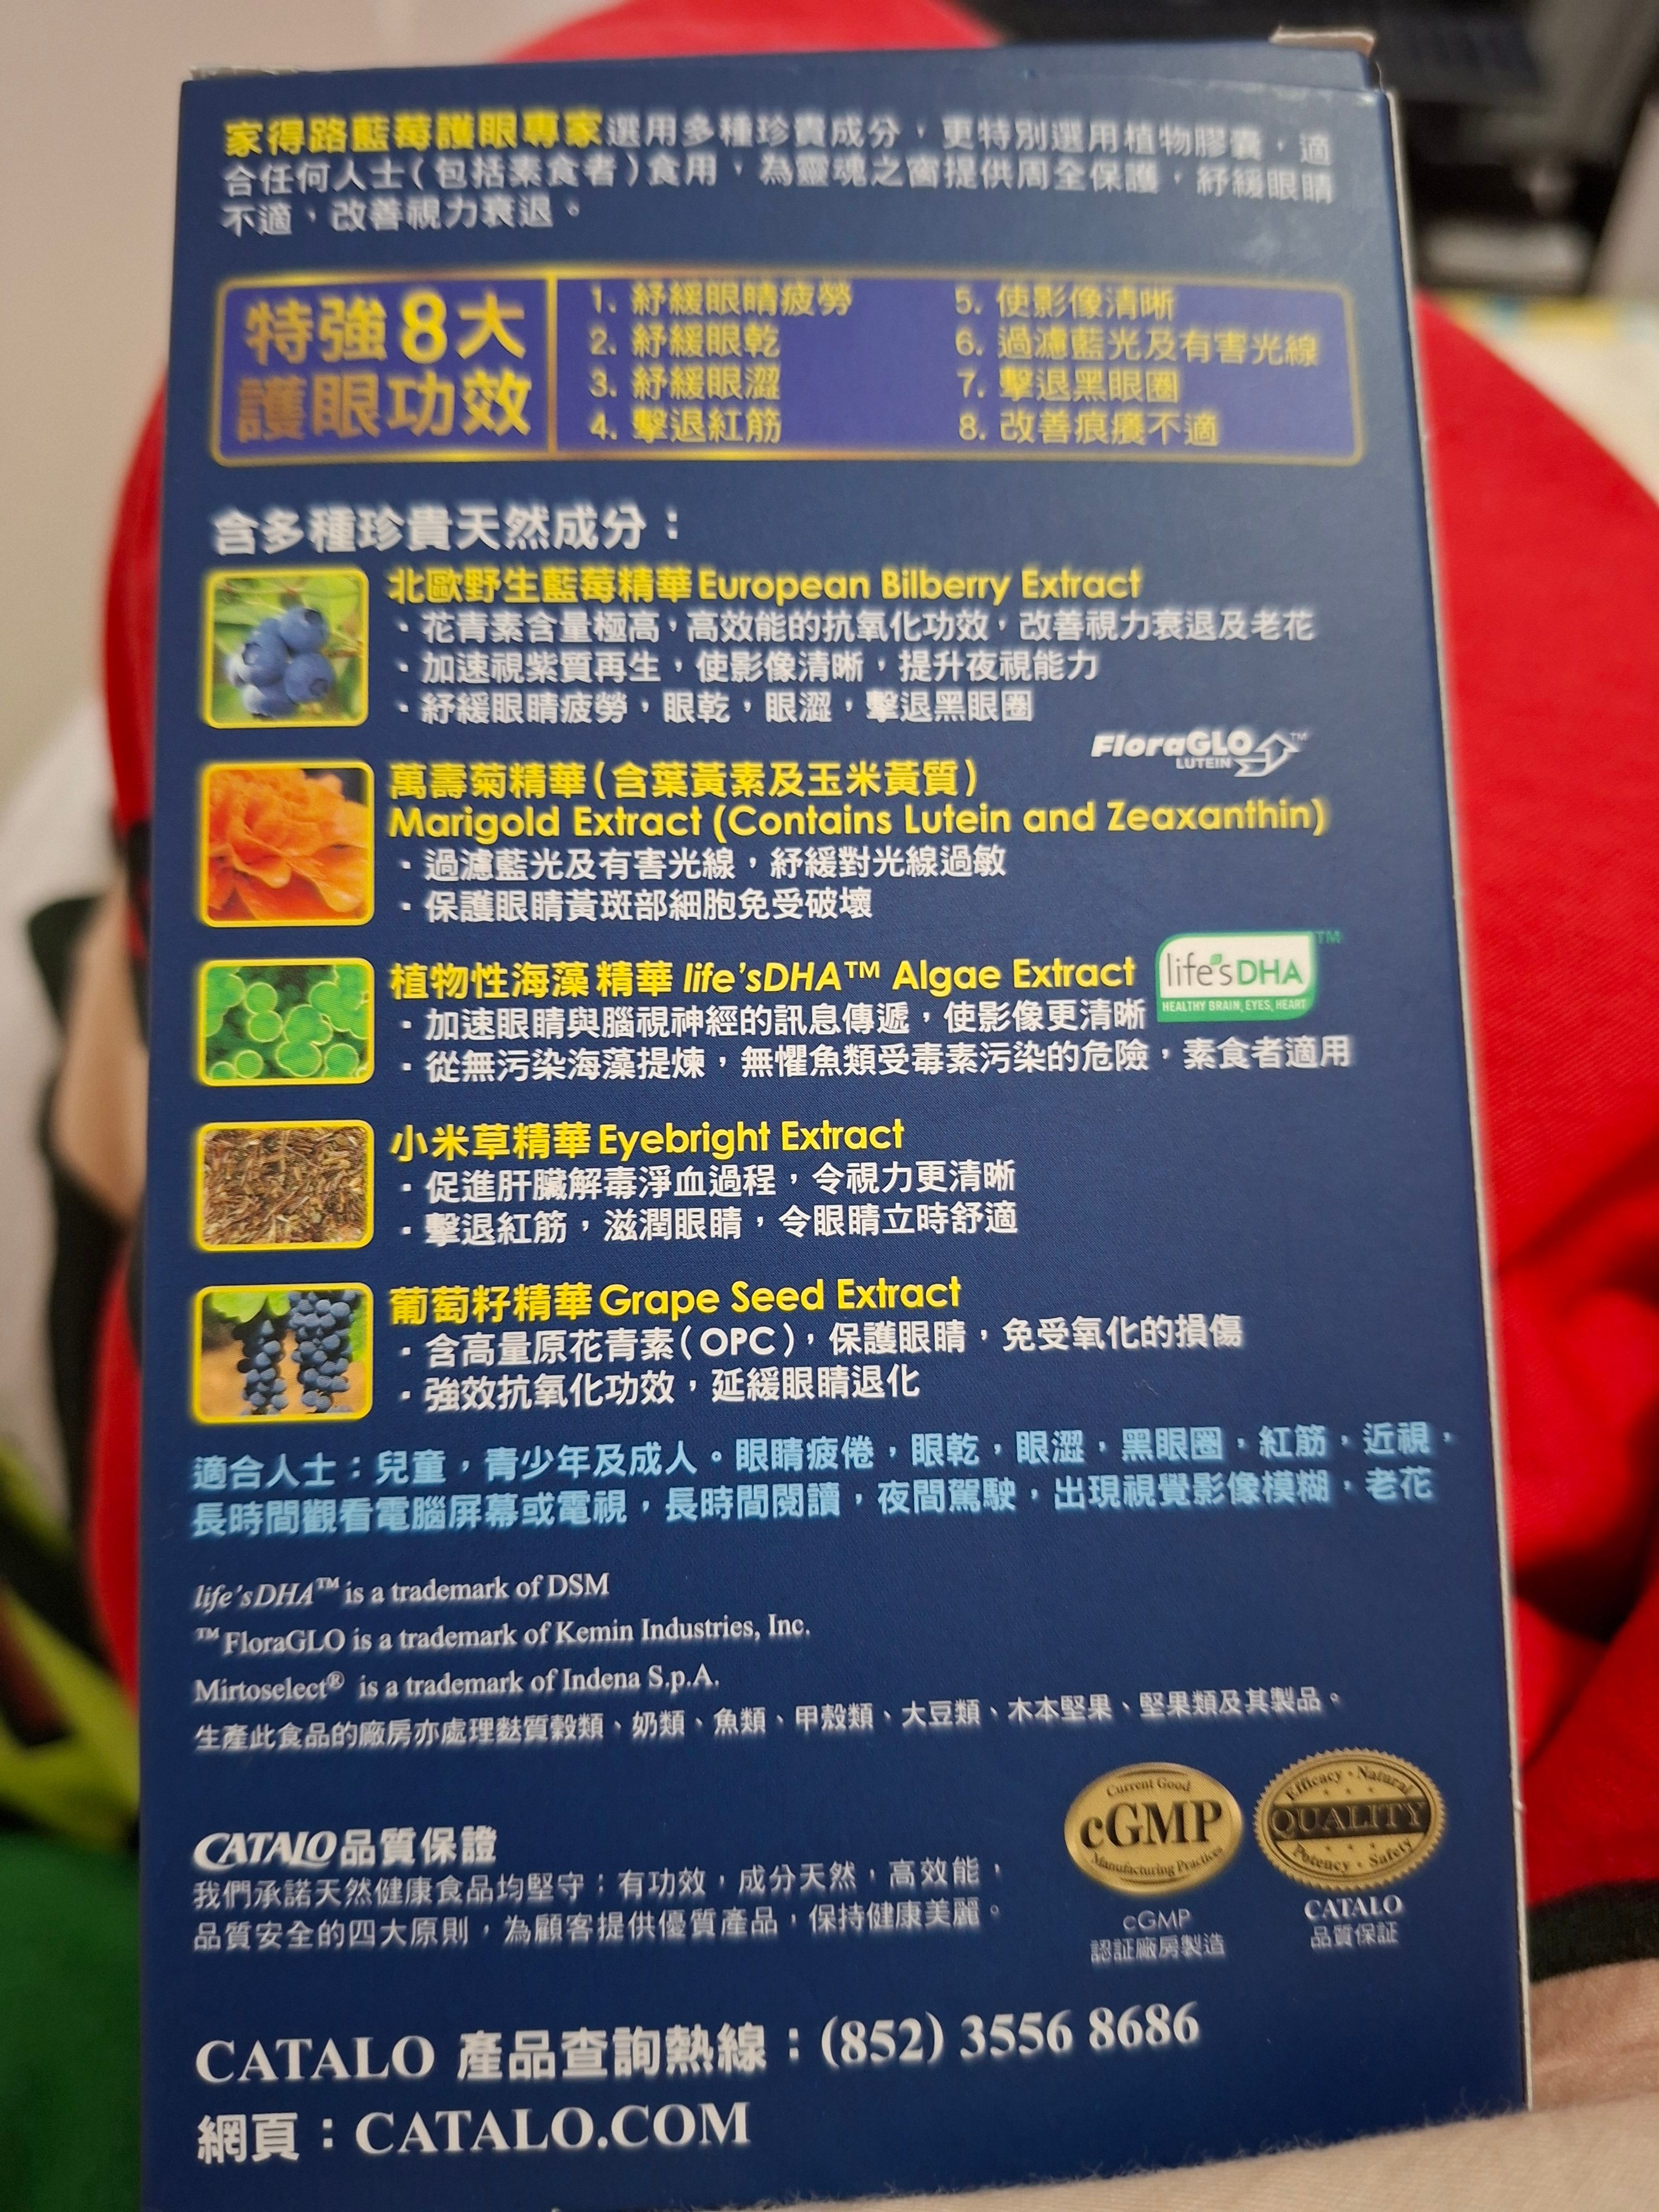 家得路藍莓護眼專家選用多種珍貴成分，更特別選用植物膠囊，適
合任何人士(包括素食者)食用，為靈魂之窗提供周全保護，紓緩眼睛
不適、改善視力衰退。
特強8大
護眼功效
1. 紓緩眼睛疲勞
2. 紓緩眼乾
3. 紓緩眼澀
4. 擊退紅筋
5. 使影像清晰
6. 過濾藍光及有害光線
7. 擊退黑眼圈
8. 改善痕癢不適
含多種珍貴天然成分：
北歐野生藍莓精華 European Bilberry Extract
· 花青素含量極高，高效能的抗氧化功效，改善視力衰退及老花
· 加速視紫質再生，使影像清晰，提升夜視能力
· 紓緩眼睛疲勞，眼乾，眼澀，擊退黑眼圈
FloraGLO™
LUTEIN
萬壽菊精華(含葉黃素及玉米黃質)
Marigold Extract (Contains Lutein and Zeaxanthin)
· 過濾藍光及有害光線，紓緩對光線過敏
· 保護眼睛黃斑部細胞免受破壞
植物性海藻精華 life'sDHA™ Algae Extract
life'sDHA™
HEALTHY BRAIN, EYES, HEART
· 加速眼睛與腦視神經的訊息傳遞，使影像更清晰
· 從無污染海藻提煉，無懼魚類受毒素污染的危險，素食者適用
小米草精華 Eyebright Extract
· 促進肝臟解毒淨血過程，令視力更清晰
· 擊退紅筋，滋潤眼睛，令眼睛立時舒適
葡萄籽精華 Grape Seed Extract
· 含高量原花青素(OPC)，保護眼睛，免受氧化的損傷
· 強效抗氧化功效，延緩眼睛退化
適合人士：兒童，青少年及成人。眼睛疲倦，眼乾，眼澀，黑眼圈，紅筋，近視，
長時間觀看電腦屏幕或電視，長時間閱讀，夜間駕駛，出現視覺影像模糊，老花
life'sDHA™ is a trademark of DSM
™ FloraGLO is a trademark of Kemin Industries, Inc.
Mirtoselect® is a trademark of Indena S.p.A.
生產此食品的廠房亦處理麩質穀類、奶類、魚類、甲殼類、大豆類、木本堅果、堅果類及其製品。
CATALO品質保證
我們承諾天然健康食品均堅守：有功效，成分天然，高效能，
品質安全的四大原則，為顧客提供優質產品，保持健康美麗。
Current Good
cGMP
Manufacturing Practices
cGMP
認証廠房製造
Efficacy · Natural
QUALITY
Potency · Safety
CATALO
品質保証
CATALO 產品查詢熱線：(852) 3556 8686
網頁：CATALO.COM